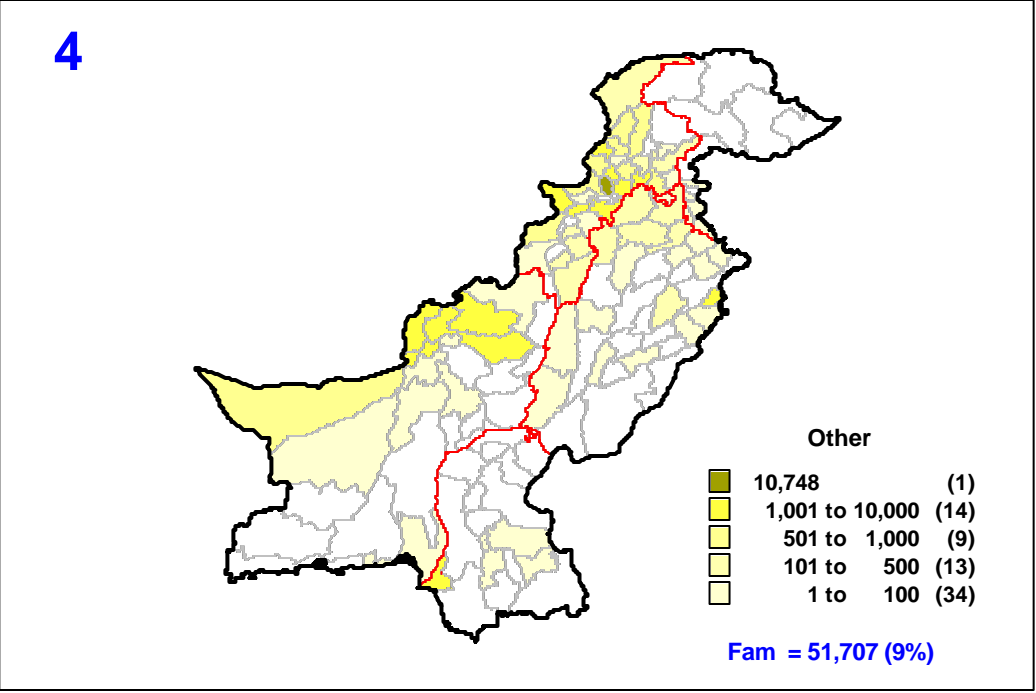 4
Other
10,748 (1)
1,001 to 10,000 (14)
501 to 1,000 (9)
101 to 500 (13)
1 to 100 (34)
Fam = 51,707 (9%)